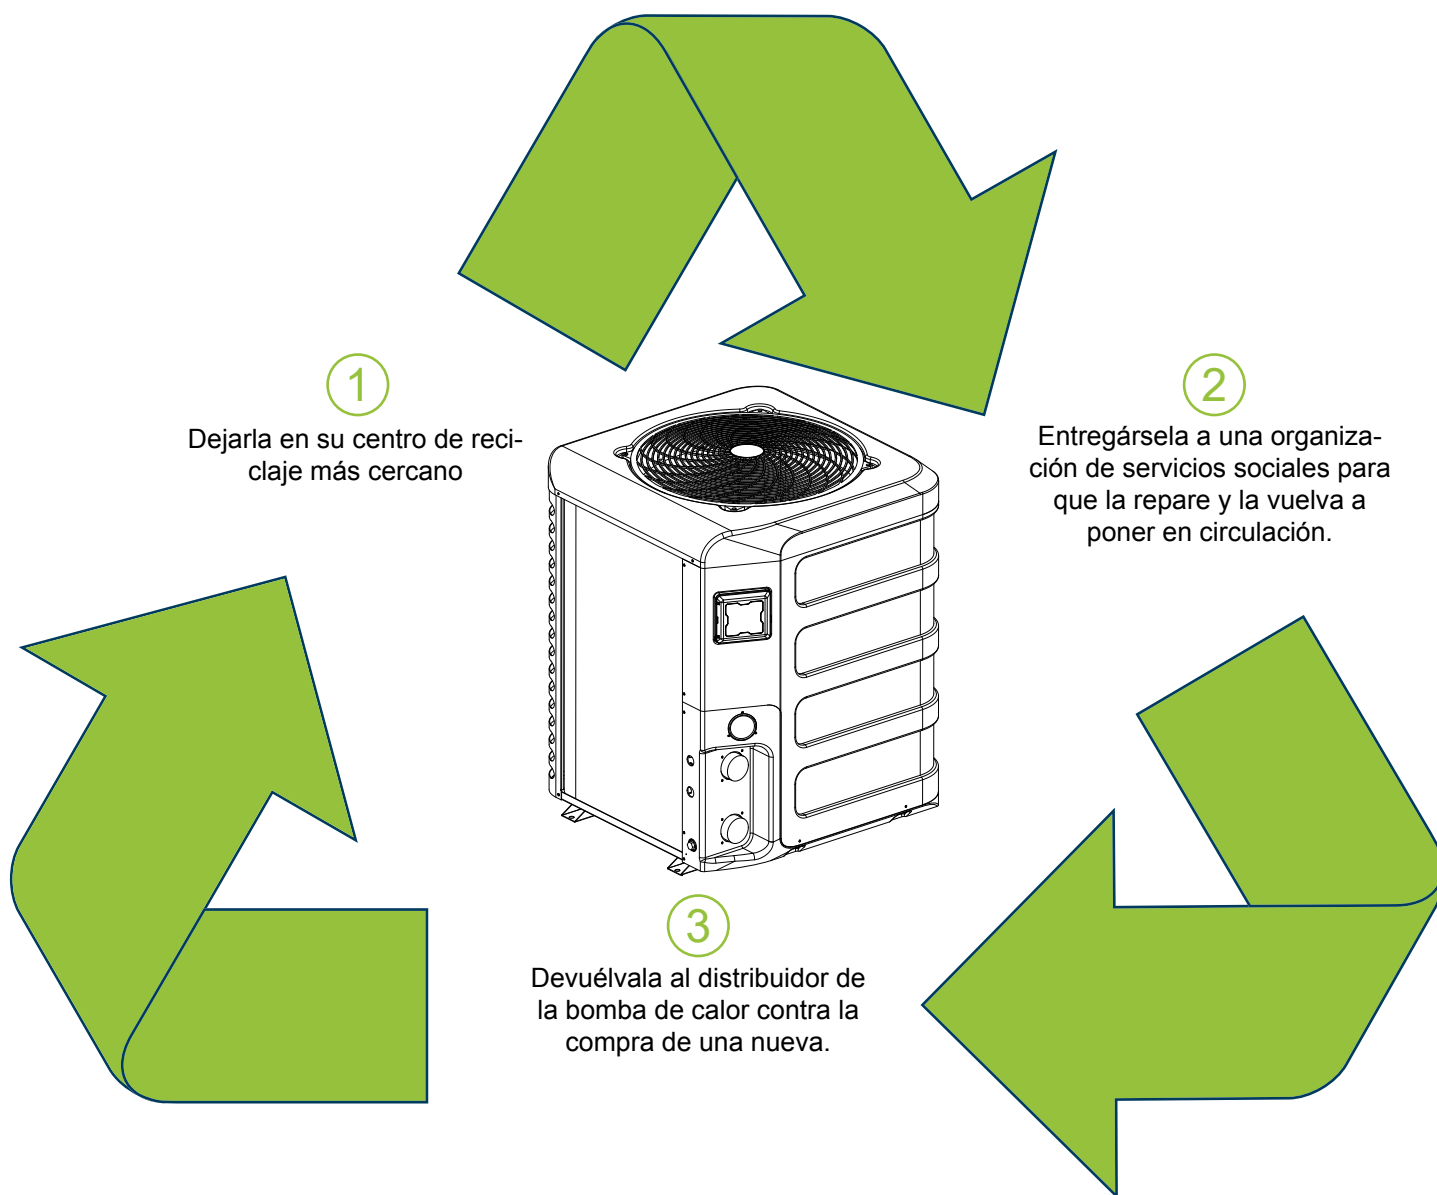 1
Dejarla en su centro de reci-
claje más cercano
2
Entregársela a una organiza-
ción de servicios sociales para
que la repare y la vuelva a
poner en circulación.
3
Devuélvala al distribuidor de
la bomba de calor contra la
compra de una nueva.